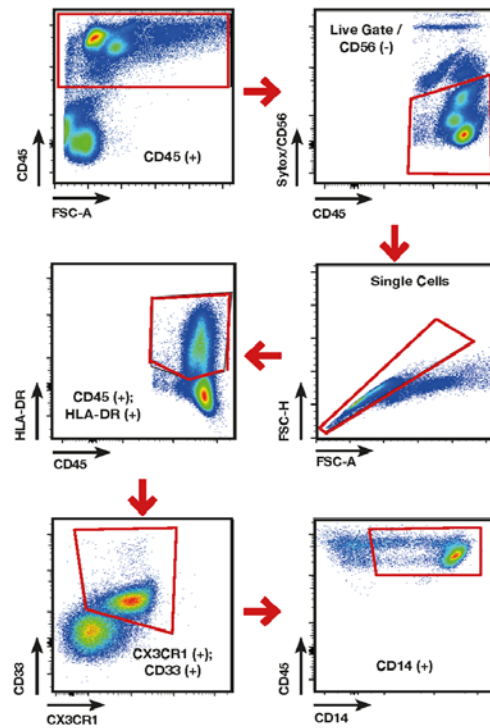 CD45 (+)
CD45
FSC-A
Live Gate /
CD56 (-)
Sytox/CD56
CD45
Single Cells
FSC-H
FSC-A
CD45 (+);
HLA-DR (+)
HLA-DR
CD45
CX3CR1 (+);
CD33 (+)
CD33
CX3CR1
CD14 (+)
CD45
CD14